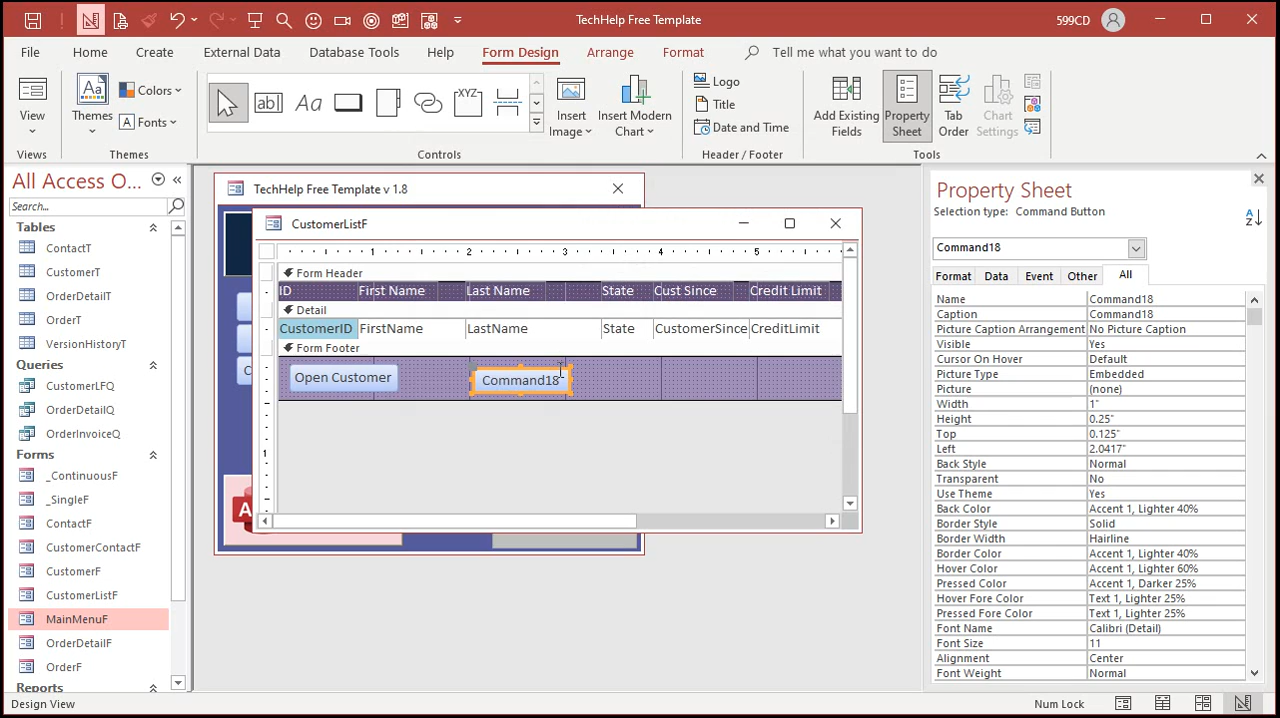 TechHelp Free Template
599CD
File
Home
Create
External Data
Database Tools
Help
Form Design
Arrange
Format
Tell me what you want to do
View
Views
Themes
Colors
Fonts
Themes
ab|
Aa
XYZ
Controls
Insert Image
Insert Modern Chart
Logo
Title
Date and Time
Header / Footer
Add Existing Fields
Property Sheet
Tab Order
Chart Settings
Tools
All Access O...
Search...
Tables
ContactT
CustomerT
OrderDetailT
OrderT
VersionHistoryT
Queries
CustomerLFQ
OrderDetailQ
OrderInvoiceQ
Forms
_ContinuousF
_SingleF
ContactF
CustomerContactF
CustomerF
CustomerListF
MainMenuF
OrderDetailF
OrderF
Reports
TechHelp Free Template v 1.8
CustomerListF
1 2 3 4 5
Form Header
ID First Name Last Name State Cust Since Credit Limit
Detail
CustomerID FirstName LastName State CustomerSince CreditLimit
Form Footer
Open Customer Command18
1
Property Sheet
Selection type: Command Button
Command18
Format Data Event Other All
Name Command18
Caption Command18
Picture Caption Arrangement No Picture Caption
Visible Yes
Cursor On Hover Default
Picture Type Embedded
Picture (none)
Width 1"
Height 0.25"
Top 0.125"
Left 2.0417"
Back Style Normal
Transparent No
Use Theme Yes
Back Color Accent 1, Lighter 40%
Border Style Solid
Border Width Hairline
Border Color Accent 1, Lighter 40%
Hover Color Accent 1, Lighter 60%
Pressed Color Accent 1, Darker 25%
Hover Fore Color Text 1, Lighter 25%
Pressed Fore Color Text 1, Lighter 25%
Font Name Calibri (Detail)
Font Size 11
Alignment Center
Font Weight Normal
Design View
Num Lock